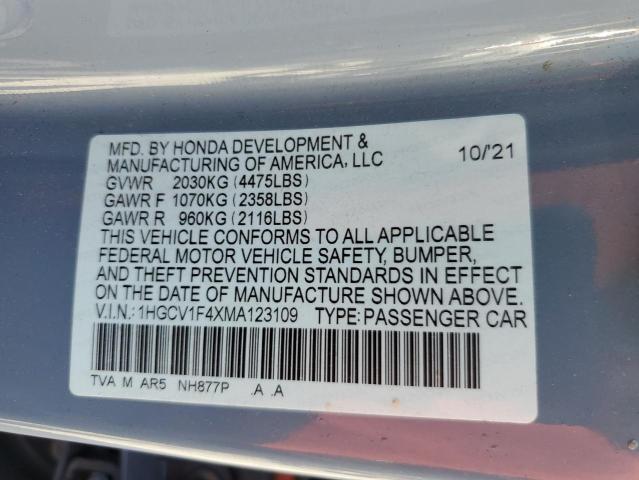 MFD. BY HONDA DEVELOPMENT & 
MANUFACTURING OF AMERICA, LLC 10/'21
GVWR 2030KG (4475LBS)
GAWR F 1070KG (2358LBS)
GAWR R 960KG (2116LBS)
THIS VEHICLE CONFORMS TO ALL APPLICABLE
FEDERAL MOTOR VEHICLE SAFETY, BUMPER,
AND THEFT PREVENTION STANDARDS IN EFFECT
ON THE DATE OF MANUFACTURE SHOWN ABOVE.
V.I.N.:1HGCV1F4XMA123109 TYPE:PASSENGER CAR
TVA M AR5 NH877P .A .A